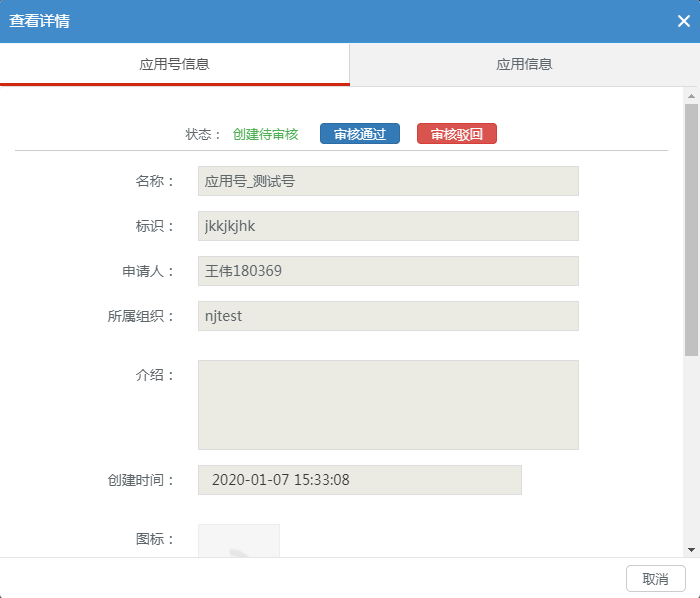 查看详情
应用号信息 应用信息
状态： 创建待审核 审核通过 审核驳回
名称： 应用号_测试号
标识： jkkjkjhk
申请人： 王伟180369
所属组织： njtest
介绍：
创建时间： 2020-01-07 15:33:08
图标：
取消